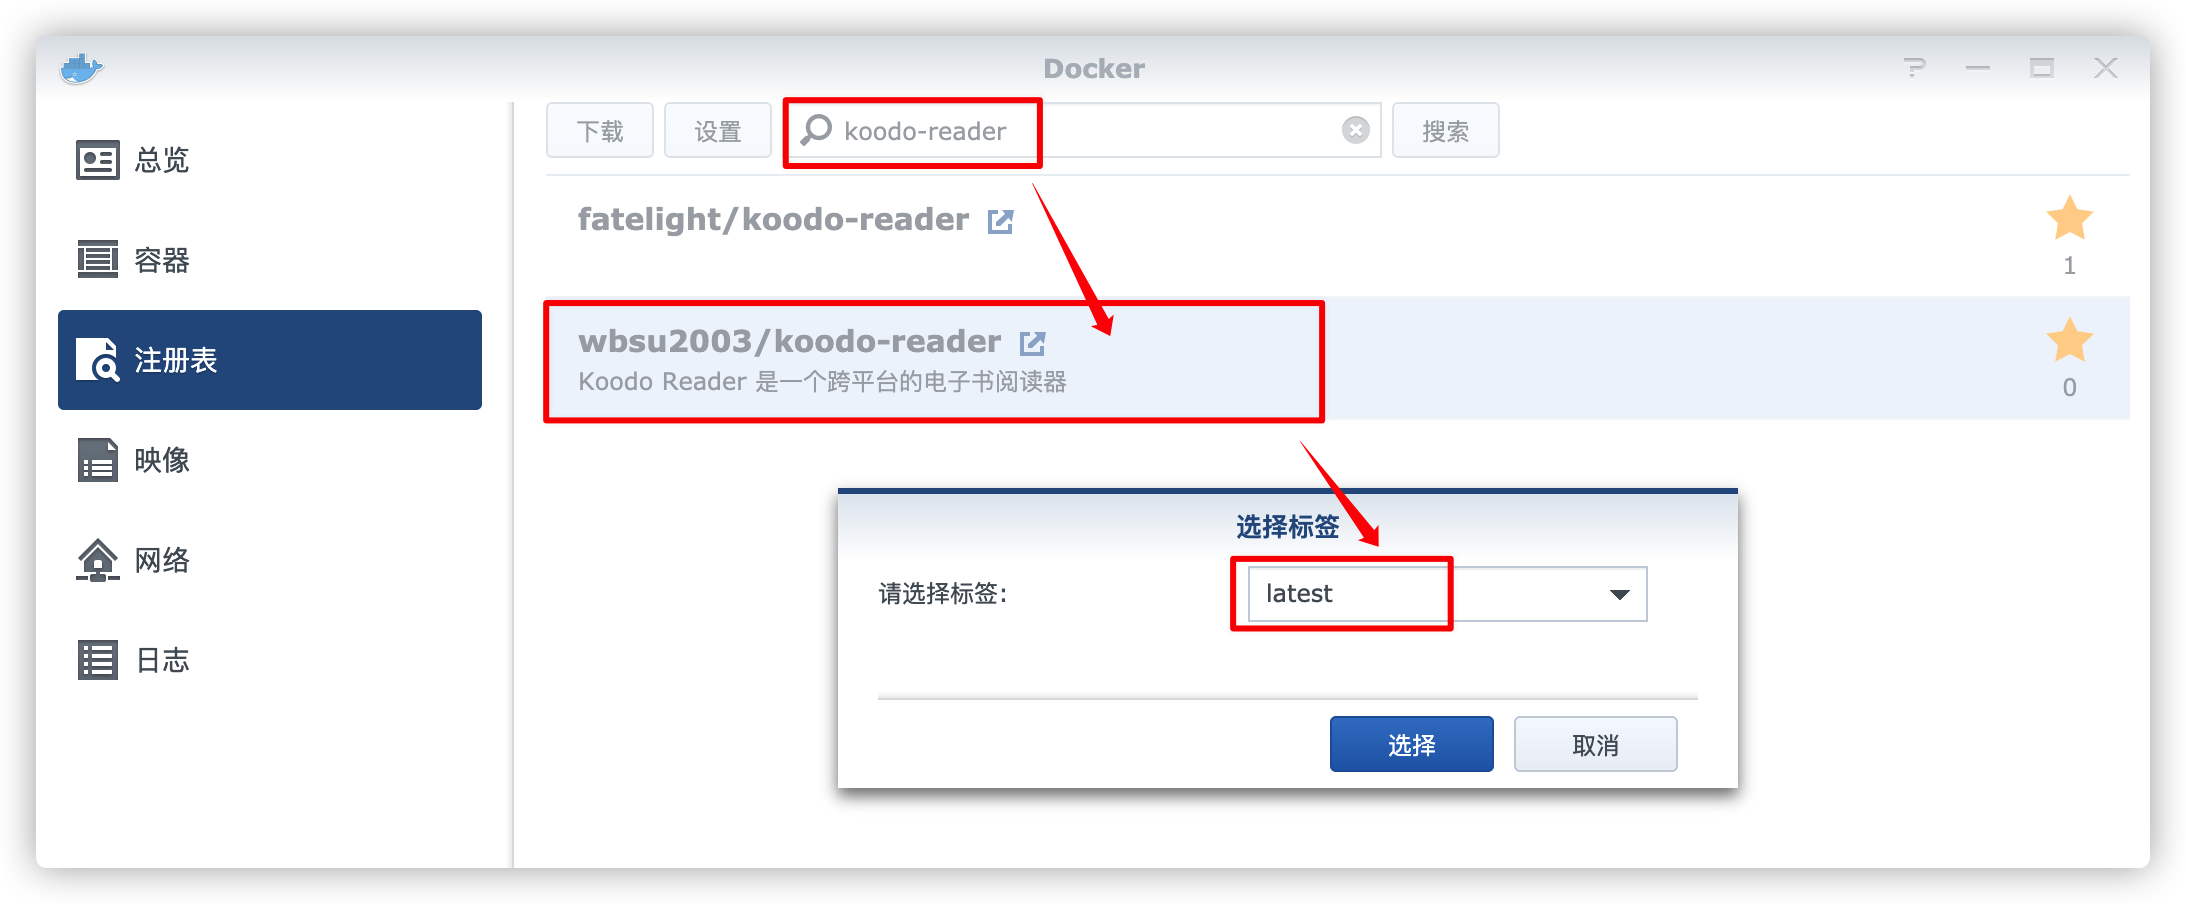 Docker
总览
容器
注册表
映像
网络
日志
下载
设置
koodo-reader
搜索
fatelight/koodo-reader
1
wbsu2003/koodo-reader
Koodo Reader 是一个跨平台的电子书阅读器
0
选择标签
请选择标签:
latest
选择
取消